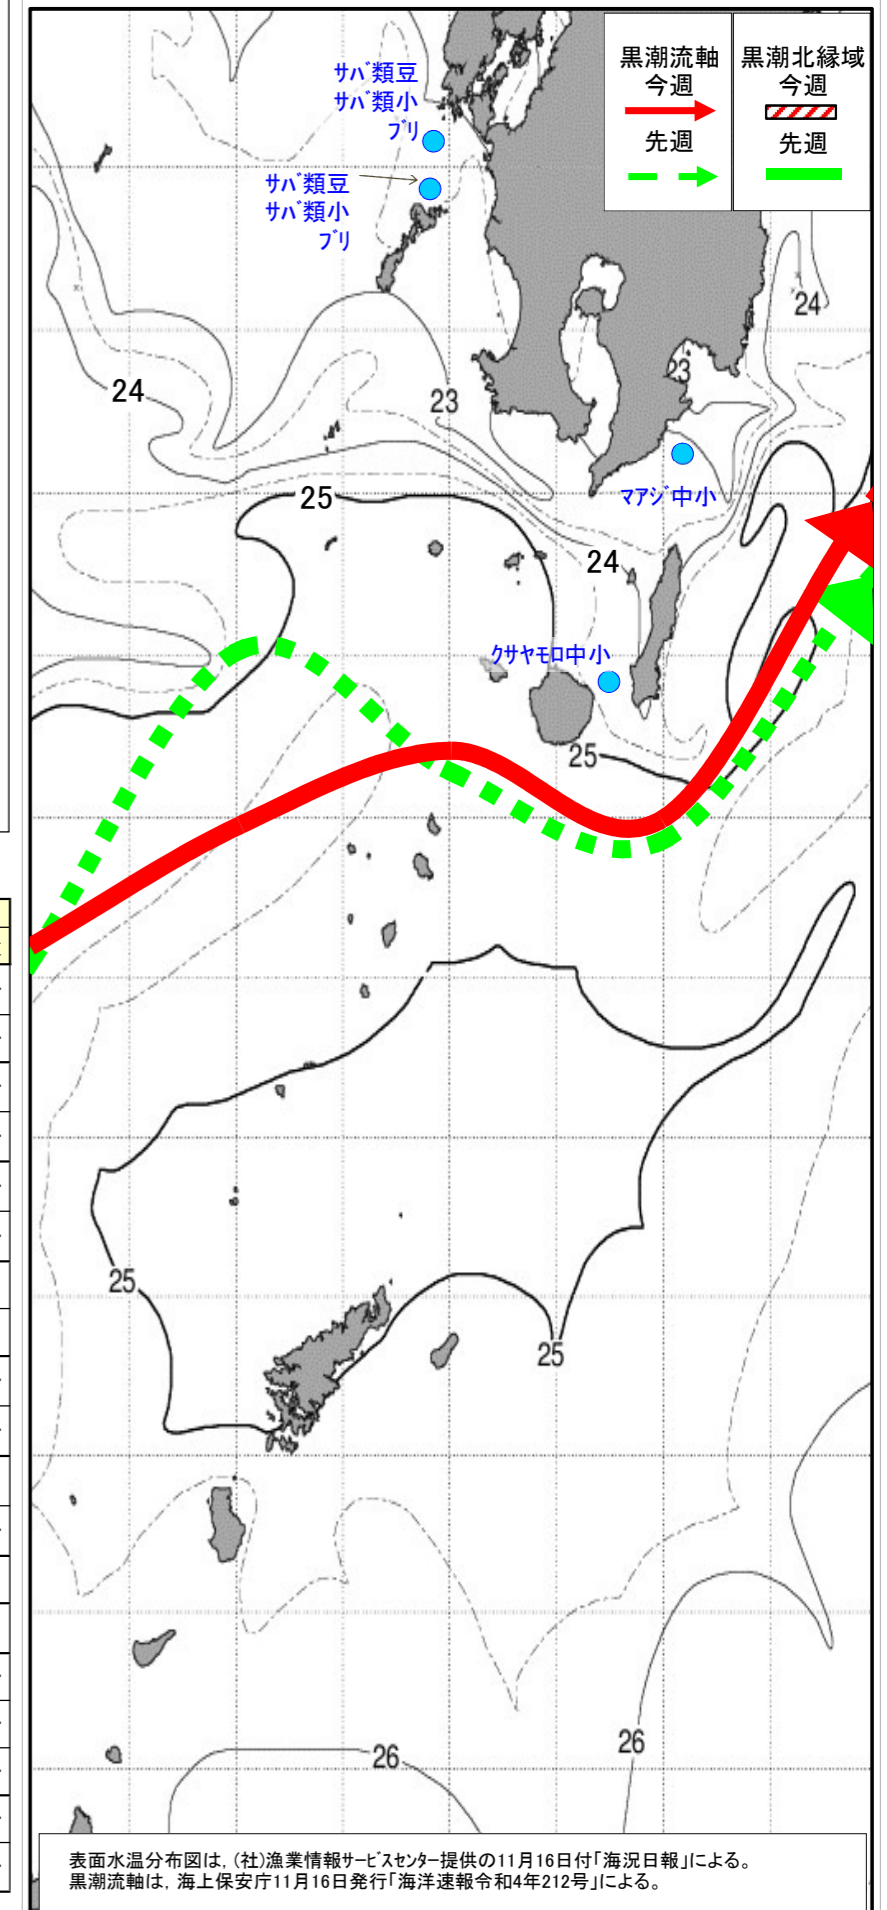 黒潮流軸
今週
先週
黒潮北縁域
今週
先週
サバ類豆
サバ類小
ブリ
サバ類豆
サバ類小
ブリ
24
23
24
23
マアジ中小
25
24
クサヤモロ中小
25
25
25
26
26
表面水温分布図は, (社)漁業情報サービスセンター提供の11月16日付「海況日報」による。
黒潮流軸は, 海上保安庁11月16日発行「海洋速報令和4年212号」による。